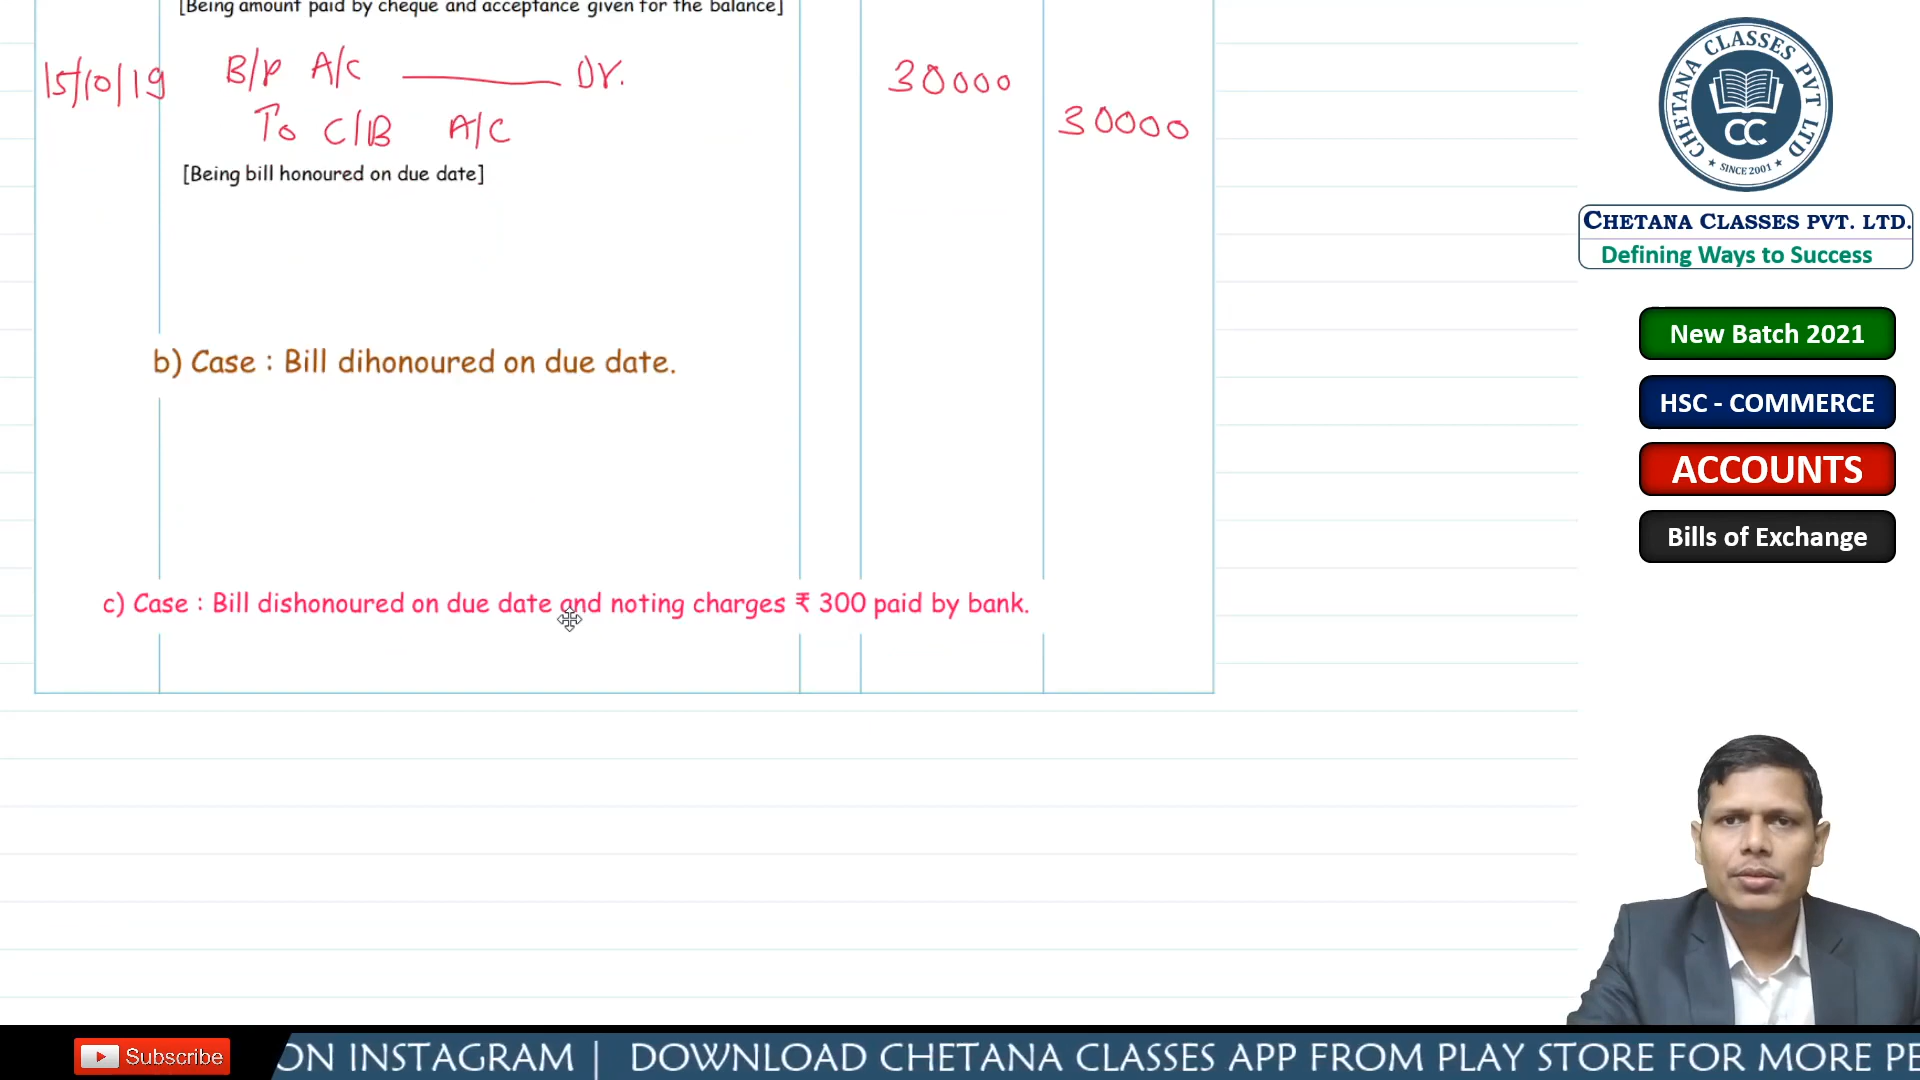 [Being amount paid by cheque and acceptance given for the balance]
15/10/19 B/P A/C ———— Dr. 30000
To C/B A/C 30000
[Being bill honoured on due date]
b) Case : Bill dihonoured on due date.
c) Case : Bill dishonoured on due date and noting charges ₹ 300 paid by bank.
CHETANA CLASSES PVT LTD
CC
★ SINCE 2001 ★
CHETANA CLASSES PVT. LTD.
Defining Ways to Success
New Batch 2021
HSC - COMMERCE
ACCOUNTS
Bills of Exchange
Subscribe
ON INSTAGRAM | DOWNLOAD CHETANA CLASSES APP FROM PLAY STORE FOR MORE PE